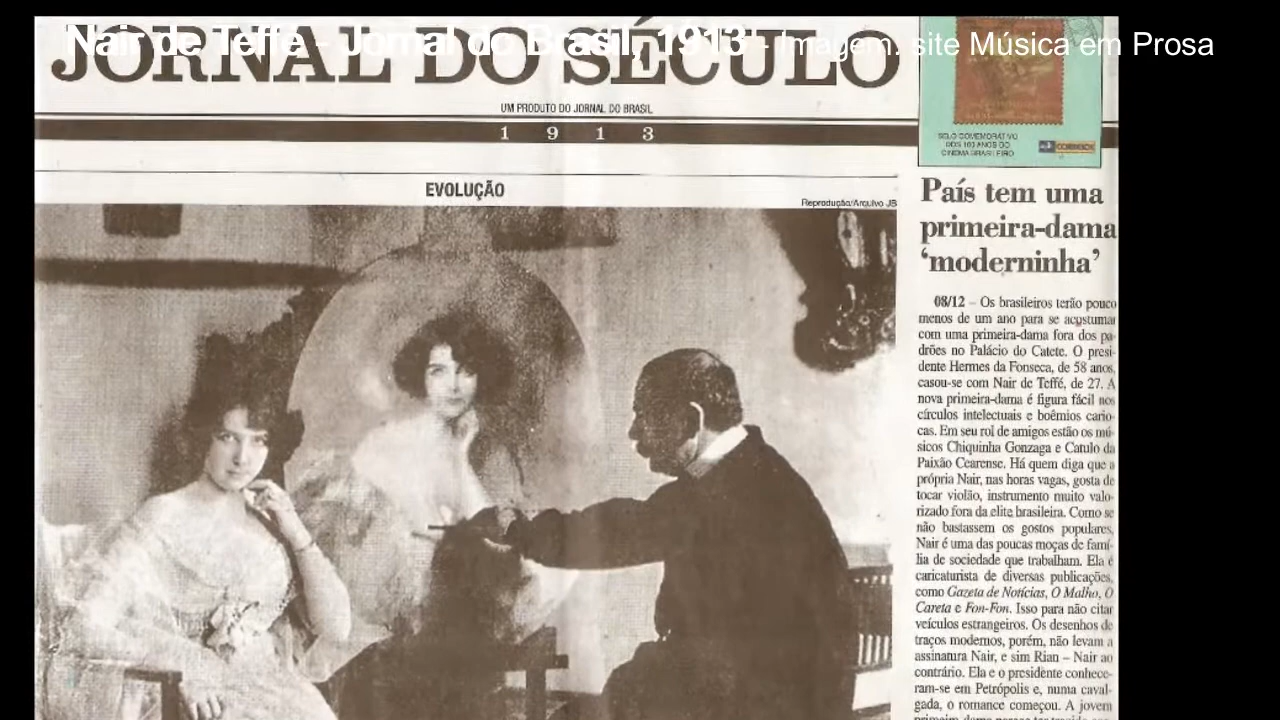 Nair de Teffé - Jornal do Brasil, 1913 - Imagem: site Música em Prosa
JORNAL DO SÉCULO
UM PRODUTO DO JORNAL DO BRASIL
1 9 1 3
EVOLUÇÃO
Reprodução/Arquivo JB
SELO COMEMORATIVO
DOS 100 ANOS DO
CINEMA BRASILEIRO
CORREIOS
País tem uma
primeira-dama
‘moderninha’
08/12 – Os brasileiros terão pouco
menos de um ano para se acostumar
com uma primeira-dama fora dos pa-
drões no Palácio do Catete. O presi-
dente Hermes da Fonseca, de 58 anos,
casou-se com Nair de Teffé, de 27. A
nova primeira-dama é figura fácil nos
círculos intelectuais e boêmios cario-
cas. Em seu rol de amigos estão os mú-
sicos Chiquinha Gonzaga e Catulo da
Paixão Cearense. Há quem diga que a
própria Nair, nas horas vagas, gosta de
tocar violão, instrumento muito valo-
rizado fora da elite brasileira. Como se
não bastassem os gostos populares,
Nair é uma das poucas moças de famí-
lia de sociedade que trabalham. Ela é
caricaturista de diversas publicações,
como Gazeta de Notícias, O Malho, O
Careta e Fon-Fon. Isso para não citar
veículos estrangeiros. Os desenhos de
traços modernos, porém, não levam a
assinatura Nair, e sim Rian – Nair ao
contrário. Ela e o presidente conhece-
ram-se em Petrópolis e, numa caval-
gada, o romance começou. A jovem